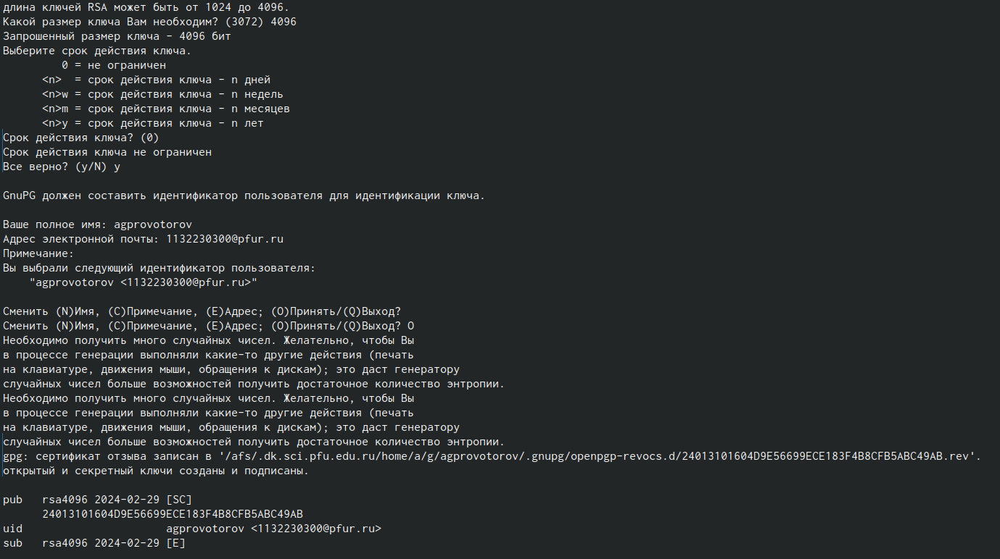 длина ключей RSA может быть от 1024 до 4096.
Какой размер ключа Вам необходим? (3072) 4096
Запрошенный размер ключа - 4096 бит
Выберите срок действия ключа.
         0 = не ограничен
      <n>  = срок действия ключа - n дней
      <n>w = срок действия ключа - n недель
      <n>m = срок действия ключа - n месяцев
      <n>y = срок действия ключа - n лет
Срок действия ключа? (0)
Срок действия ключа не ограничен
Все верно? (y/N) y

GnuPG должен составить идентификатор пользователя для идентификации ключа.

Ваше полное имя: agprovotorov
Адрес электронной почты: 1132230300@pfur.ru
Примечание:
Вы выбрали следующий идентификатор пользователя:
    "agprovotorov <1132230300@pfur.ru>"

Сменить (N)Имя, (C)Примечание, (E)Адрес; (O)Принять/(Q)Выход?
Сменить (N)Имя, (C)Примечание, (E)Адрес; (O)Принять/(Q)Выход? O
Необходимо получить много случайных чисел. Желательно, чтобы Вы
в процессе генерации выполняли какие-то другие действия (печать
на клавиатуре, движения мыши, обращения к дискам); это даст генератору
случайных чисел больше возможностей получить достаточное количество энтропии.
Необходимо получить много случайных чисел. Желательно, чтобы Вы
в процессе генерации выполняли какие-то другие действия (печать
на клавиатуре, движения мыши, обращения к дискам); это даст генератору
случайных чисел больше возможностей получить достаточное количество энтропии.
gpg: сертификат отзыва записан в '/afs/.dk.sci.pfu.edu.ru/home/a/g/agprovotorov/.gnupg/openpgp-revocs.d/24013101604D9E56699ECE183F4B8CFB5ABC49AB.rev'.
открытый и секретный ключи созданы и подписаны.

pub   rsa4096 2024-02-29 [SC]
      24013101604D9E56699ECE183F4B8CFB5ABC49AB
uid                      agprovotorov <1132230300@pfur.ru>
sub   rsa4096 2024-02-29 [E]